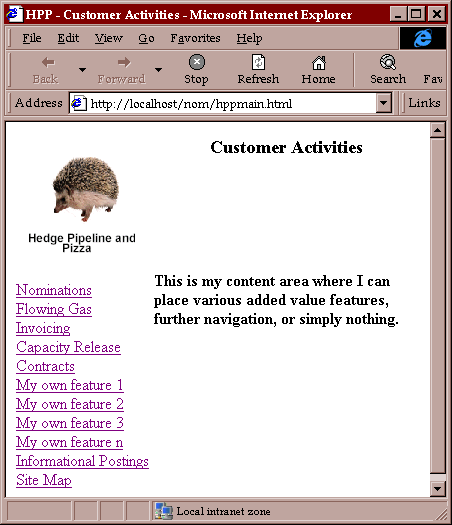 HPP - Customer Activities - Microsoft Internet Explorer
File Edit View Go Favorites Help
Back Forward Stop Refresh Home Search Fav
Address http://localhost/nom/hppmain.html Links
Customer Activities
Hedge Pipeline and
Pizza
This is my content area where I can
place various added value features,
further navigation, or simply nothing.
Nominations
Flowing Gas
Invoicing
Capacity Release
Contracts
My own feature 1
My own feature 2
My own feature 3
My own feature n
Informational Postings
Site Map
Local intranet zone